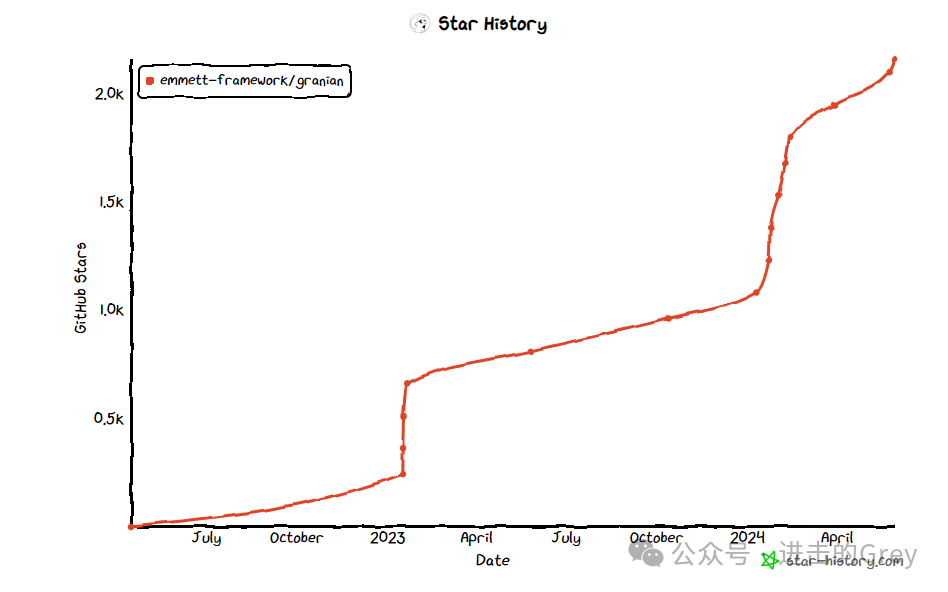 Star History
emmett-framework/granian
2.0k
1.5k
1.0k
0.5k
GitHub Stars
July October 2023 April July October 2024 April
Date
公众号 进击的Grey
star-history.com